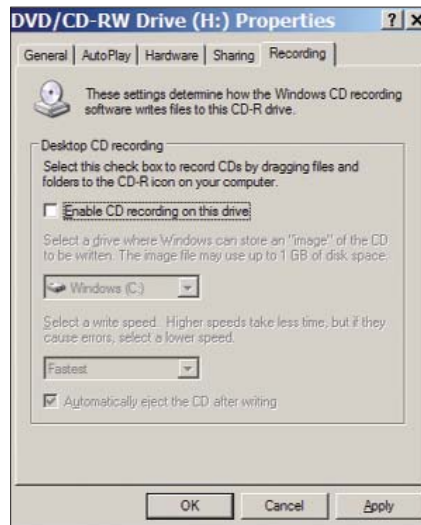 DVD/CD-RW Drive (H:) Properties ? X
General AutoPlay Hardware Sharing Recording
These settings determine how the Windows CD recording
software writes files to this CD-R drive.
Desktop CD recording
Select this check box to record CDs by dragging files and
folders to the CD-R icon on your computer.
Enable CD recording on this drive
Select a drive where Windows can store an "image" of the CD
to be written. The image file may use up to 1 GB of disk space.
Windows (C:)
Select a write speed. Higher speeds take less time, but if they
cause errors, select a lower speed.
Fastest
Automatically eject the CD after writing
OK Cancel Apply